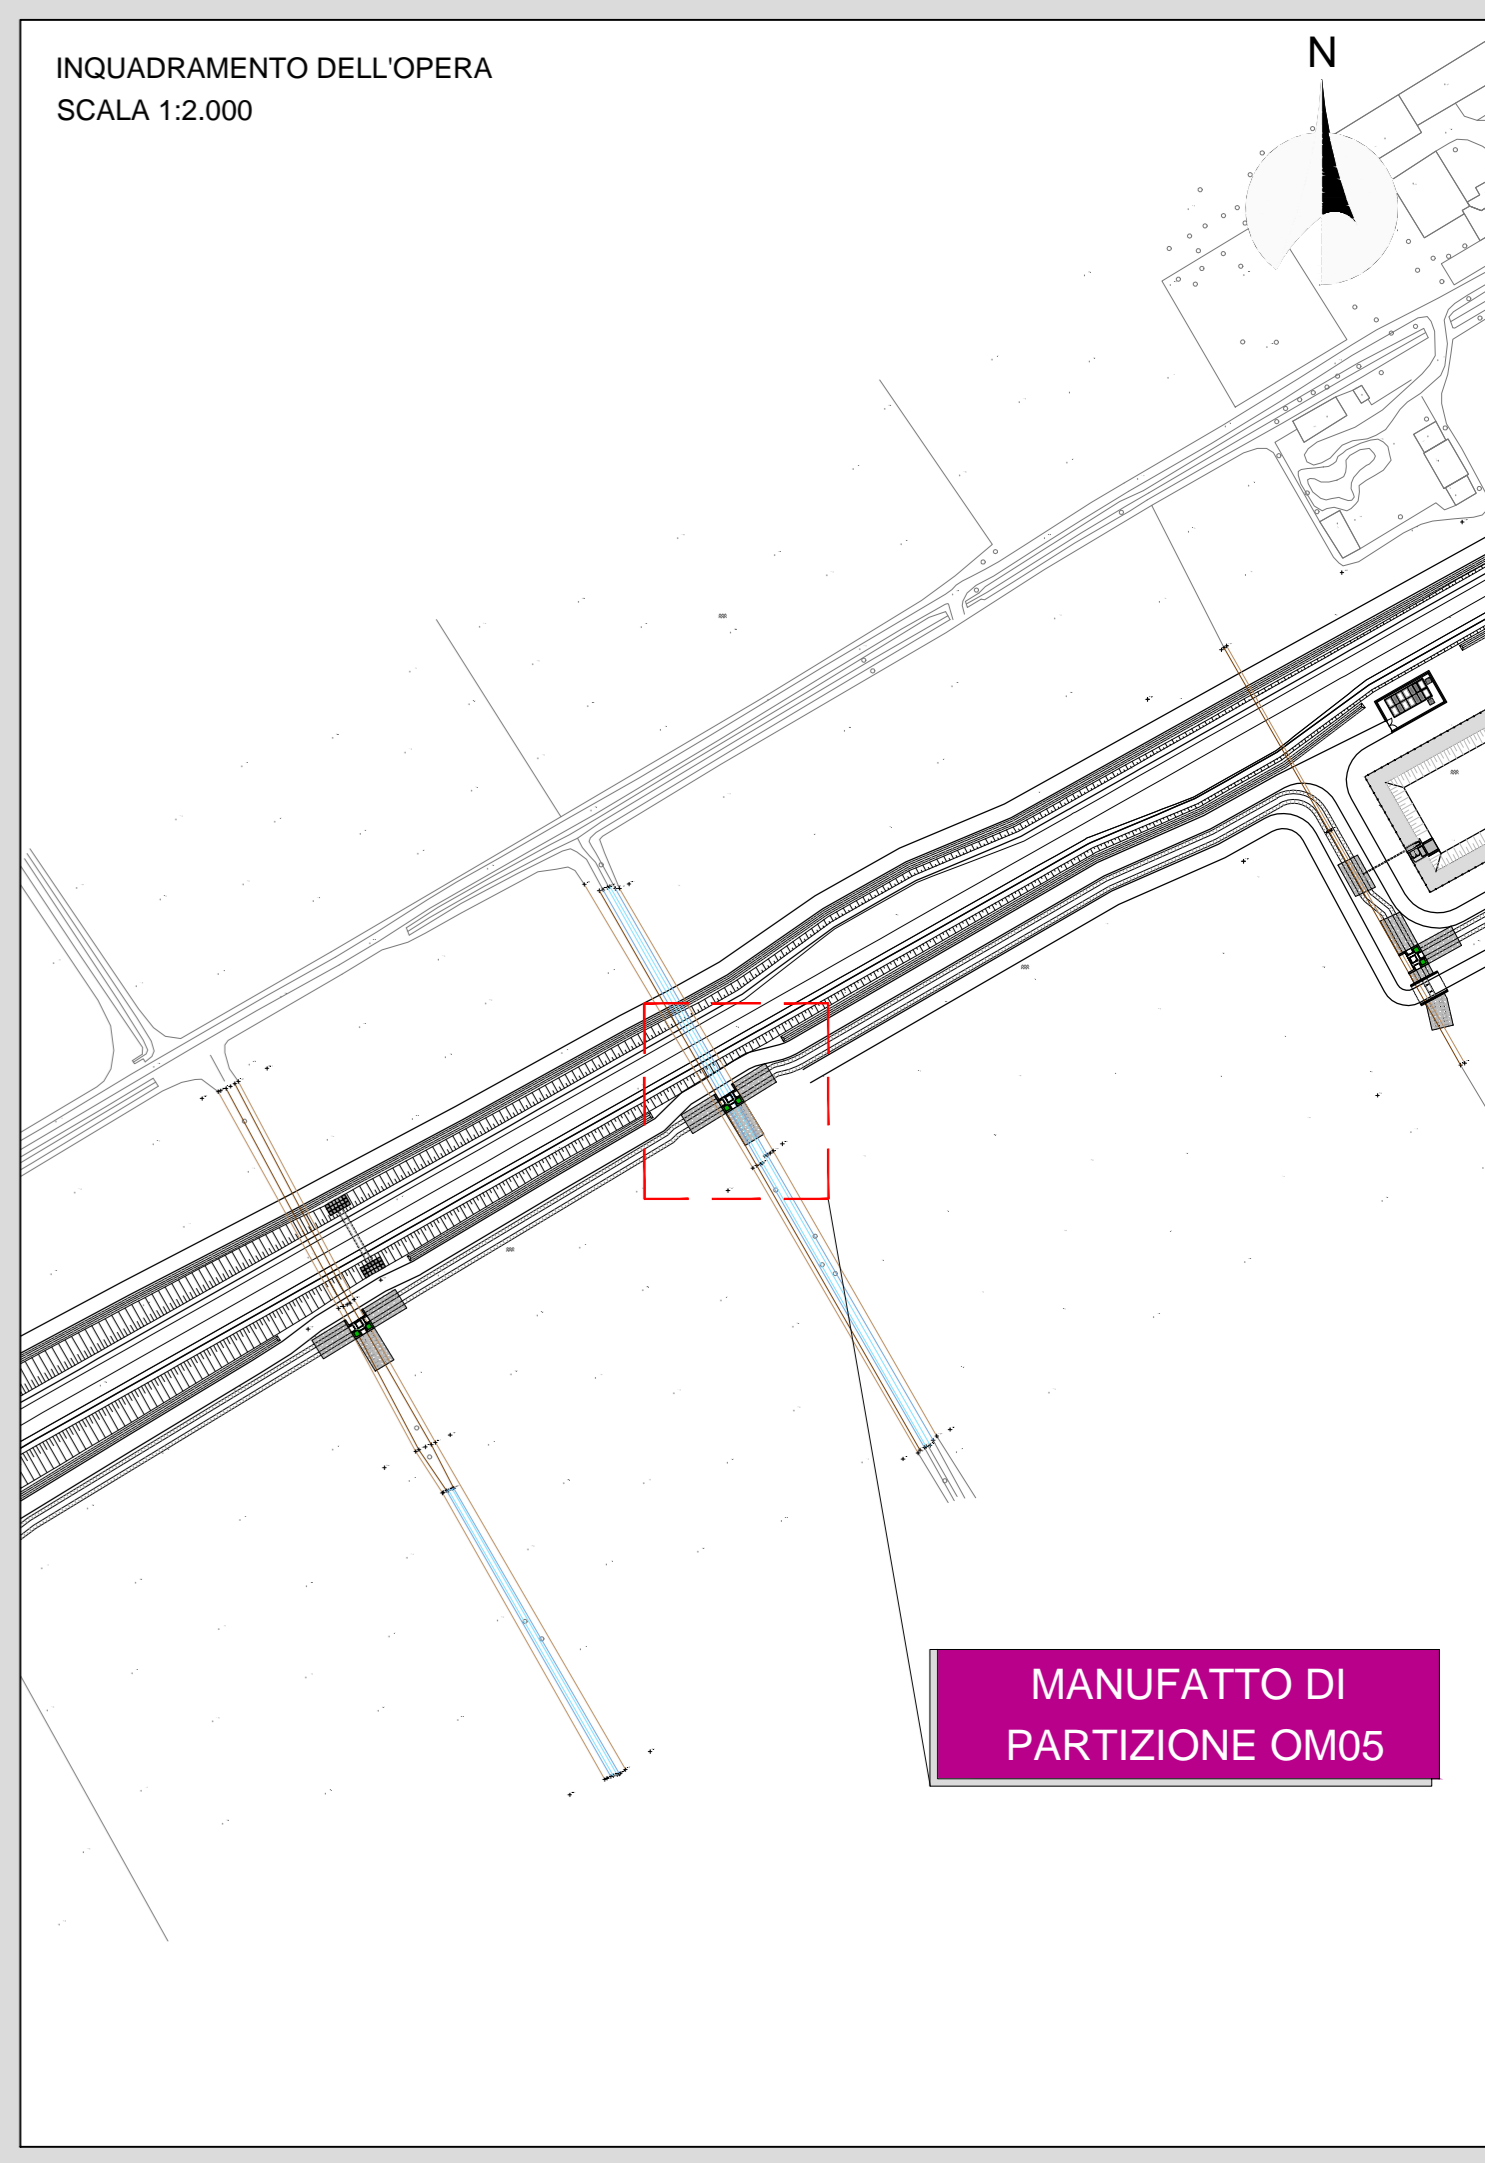 INQUADRAMENTO DELL'OPERA
SCALA 1:2.000
N
MANUFATTO DI
PARTIZIONE OM05